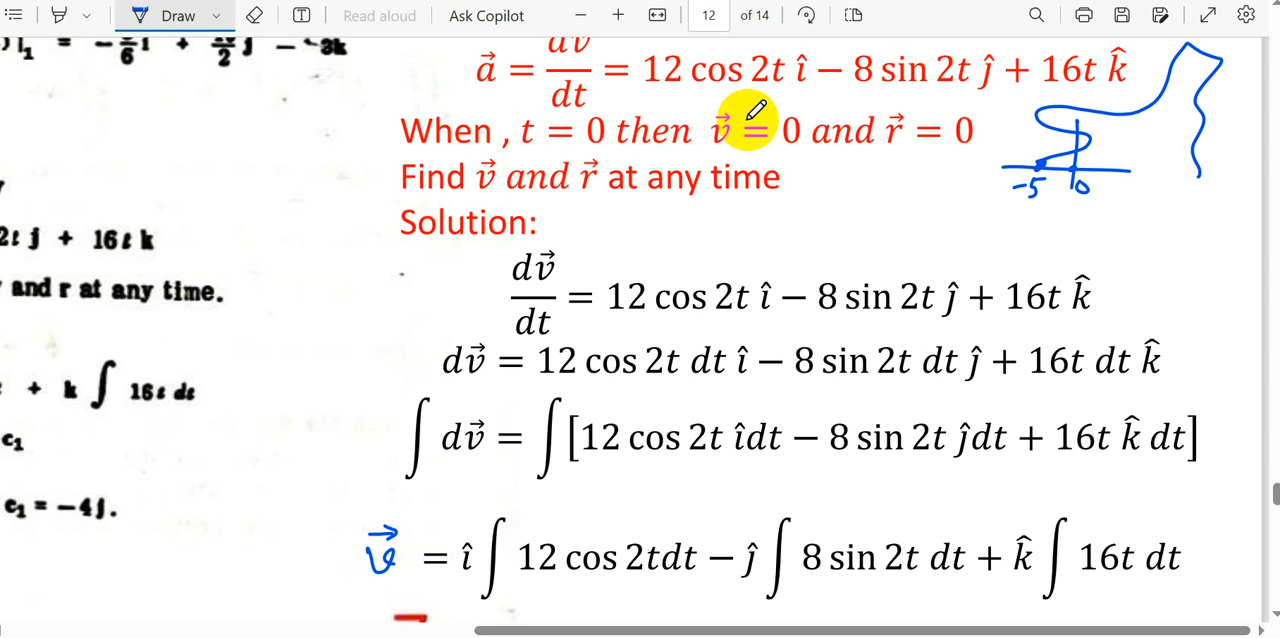 Draw
Read aloud
Ask Copilot
12 of 14
a⃗ = dv/dt = 12 cos 2t î − 8 sin 2t ĵ + 16t k̂
When , t = 0 then v⃗ = 0 and r⃗ = 0
Find v⃗ and r⃗ at any time
-5 0
Solution:
2t j + 16t k
and r at any time.
dv⃗/dt = 12 cos 2t î − 8 sin 2t ĵ + 16t k̂
dv⃗ = 12 cos 2t dt î − 8 sin 2t dt ĵ + 16t dt k̂
+ k ∫ 16t dt
∫ dv⃗ = ∫ [12 cos 2t îdt − 8 sin 2t ĵdt + 16t k̂ dt]
c₁
c₁ = −4j.
v⃗ = î ∫ 12 cos 2tdt − ĵ ∫ 8 sin 2t dt + k̂ ∫ 16t dt